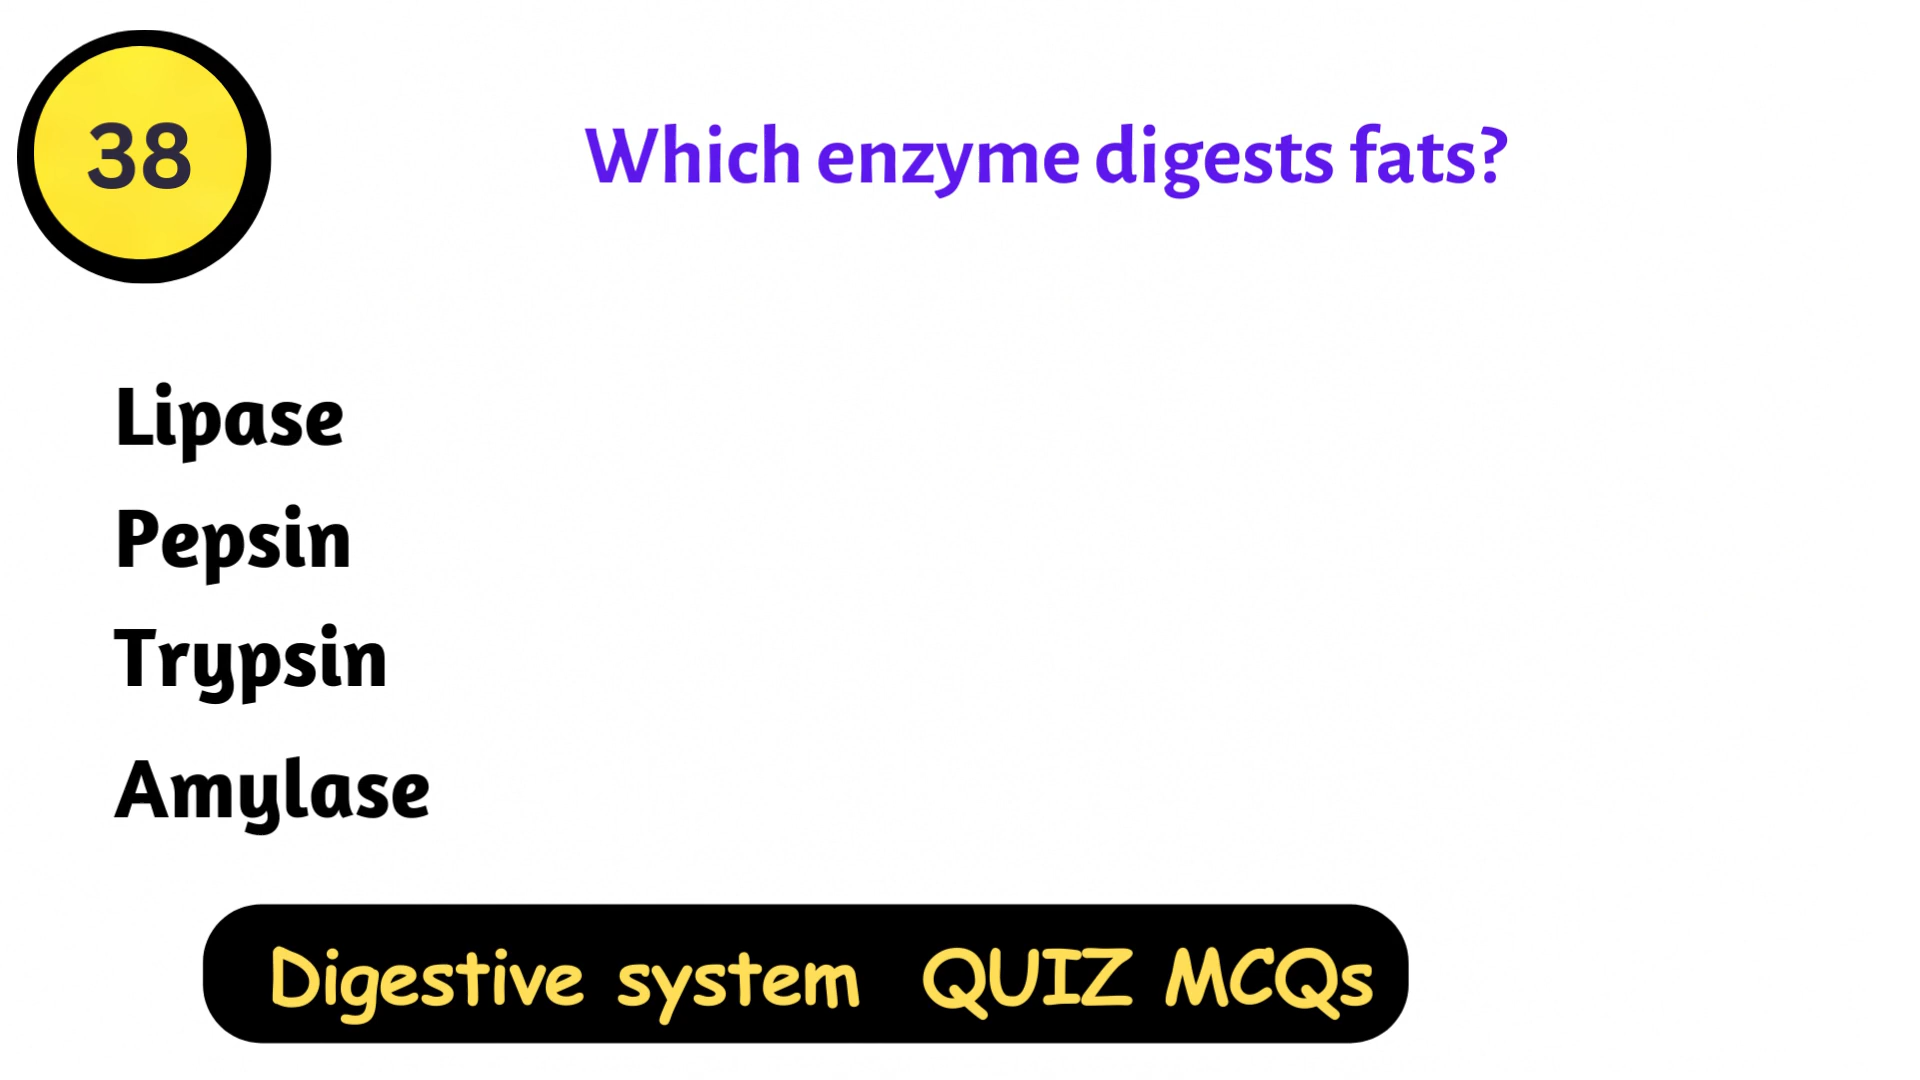 38
Which enzyme digests fats?
Lipase
Pepsin
Trypsin
Amylase
Digestive system QUIZ MCQs